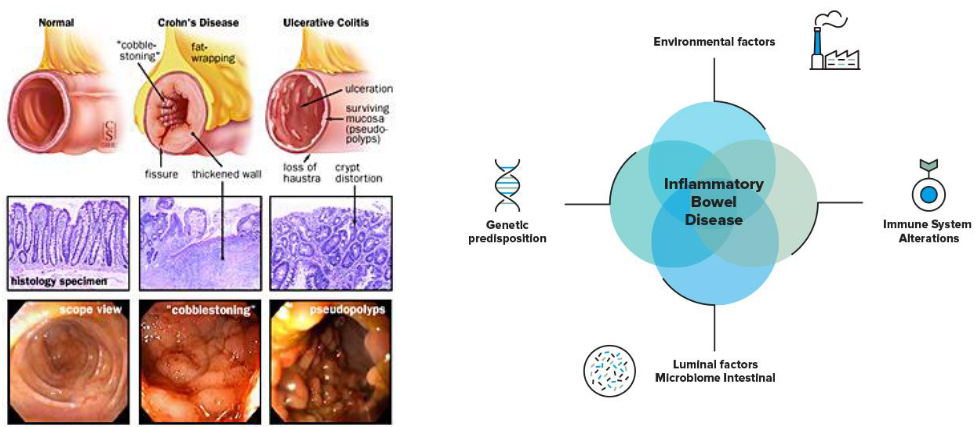 Normal
Crohn's Disease
Ulcerative Colitis
"cobble-
stoning"
fat-
wrapping
ulceration
surviving
mucosa
(pseudo-
polyps)
fissure
thickened wall
loss of
haustra
crypt
distortion
histology specimen
scope view
"cobblestoning"
pseudopolyps
Environmental factors
Genetic
predisposition
Inflammatory
Bowel
Disease
Immune System
Alterations
Luminal factors
Microbiome Intestinal